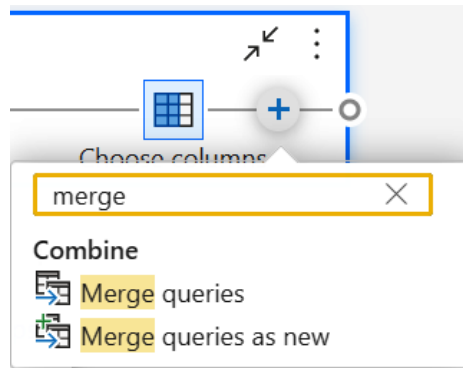 Choose columns
merge
Combine
Merge queries
Merge queries as new